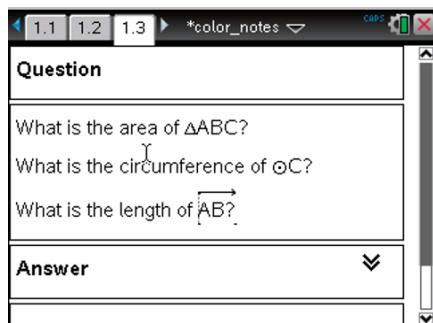 1.1 1.2 1.3 *color_notes CAPS
Question
What is the area of ΔABC?
What is the circumference of ⊙C?
What is the length of AB?
Answer